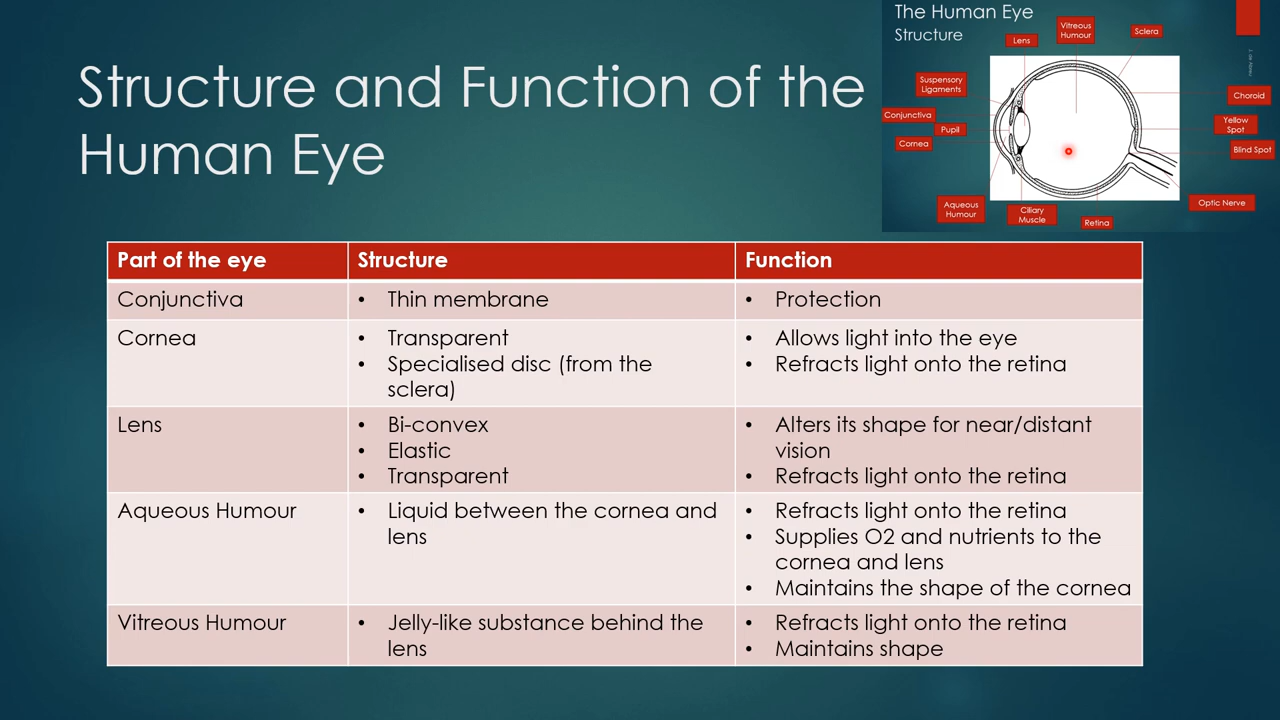 Structure and Function of the
Human Eye
The Human Eye
Structure
Lens
Vitreous
Humour
Sclera
Suspensory
Ligaments
Conjunctiva
Pupil
Cornea
Choroid
Yellow
Spot
Blind Spot
Aqueous
Humour
Ciliary
Muscle
Retina
Optic Nerve
Part of the eye
Structure
Function
Conjunctiva
• Thin membrane
• Protection
Cornea
• Transparent
• Specialised disc (from the
sclera)
• Allows light into the eye
• Refracts light onto the retina
Lens
• Bi-convex
• Elastic
• Transparent
• Alters its shape for near/distant
vision
• Refracts light onto the retina
Aqueous Humour
• Liquid between the cornea and
lens
• Refracts light onto the retina
• Supplies O2 and nutrients to the
cornea and lens
• Maintains the shape of the cornea
Vitreous Humour
• Jelly-like substance behind the
lens
• Refracts light onto the retina
• Maintains shape